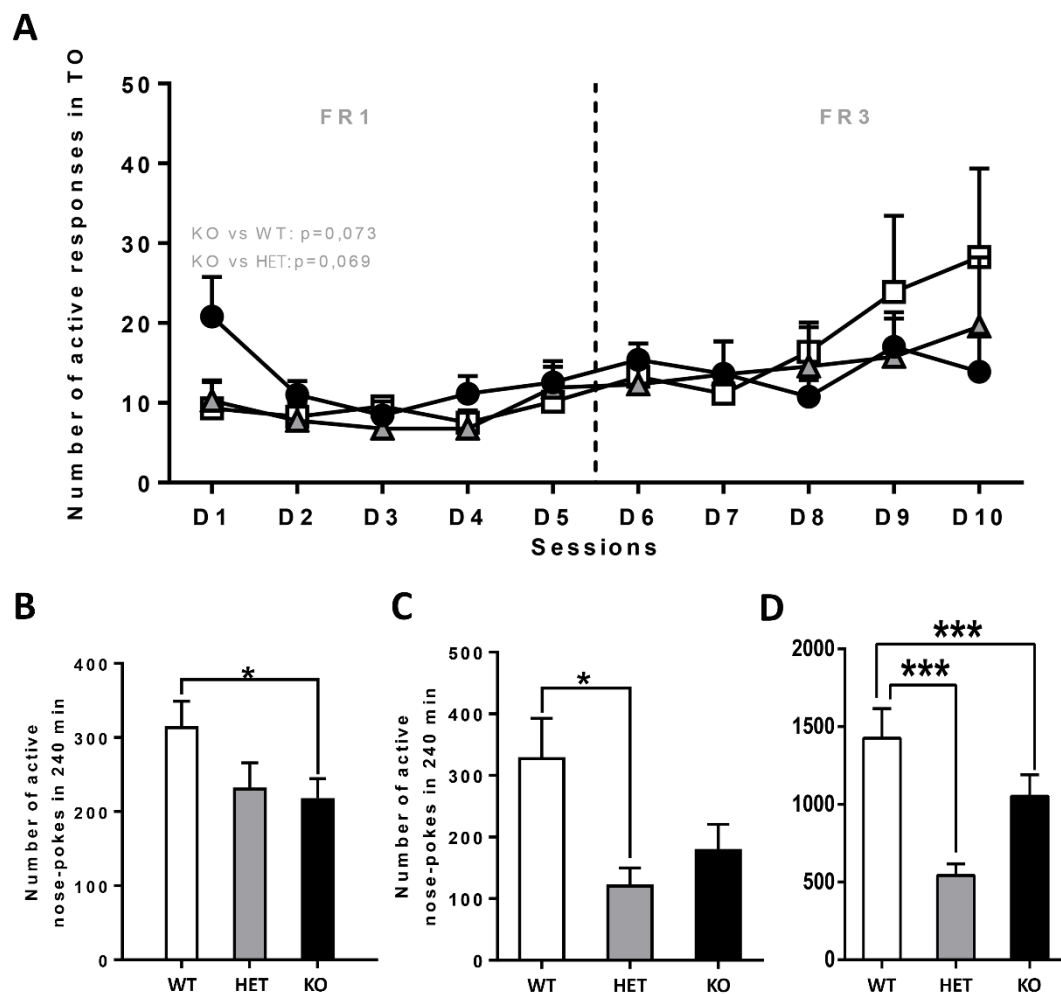 A
Number of active responses in TO
50
40
30
20
10
0
FR1
FR3
KO vs WT: p=0,073
KO vs HET:p=0,069
D1 D2 D3 D4 D5 D6 D7 D8 D9 D10
Sessions
B
Number of active
nose-pokes in 240 min
400
300
200
100
0
*
WT HET KO
C
Number of active
nose-pokes in 240 min
500
400
300
200
100
0
*
WT HET KO
D
2000
1500
1000
500
0
***
***
WT HET KO